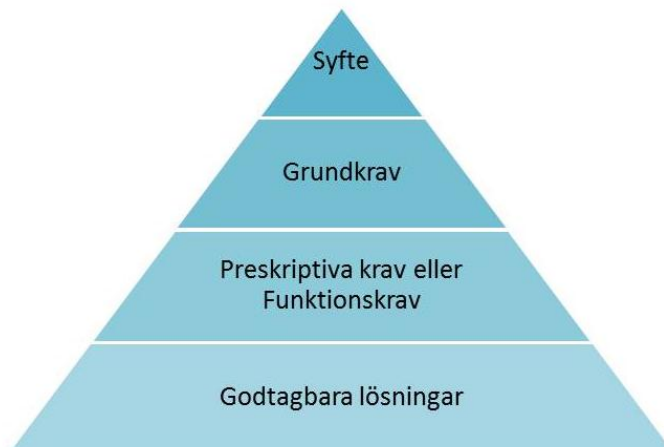 Syfte
Grundkrav
Preskriptiva krav eller
Funktionskrav
Godtagbara lösningar